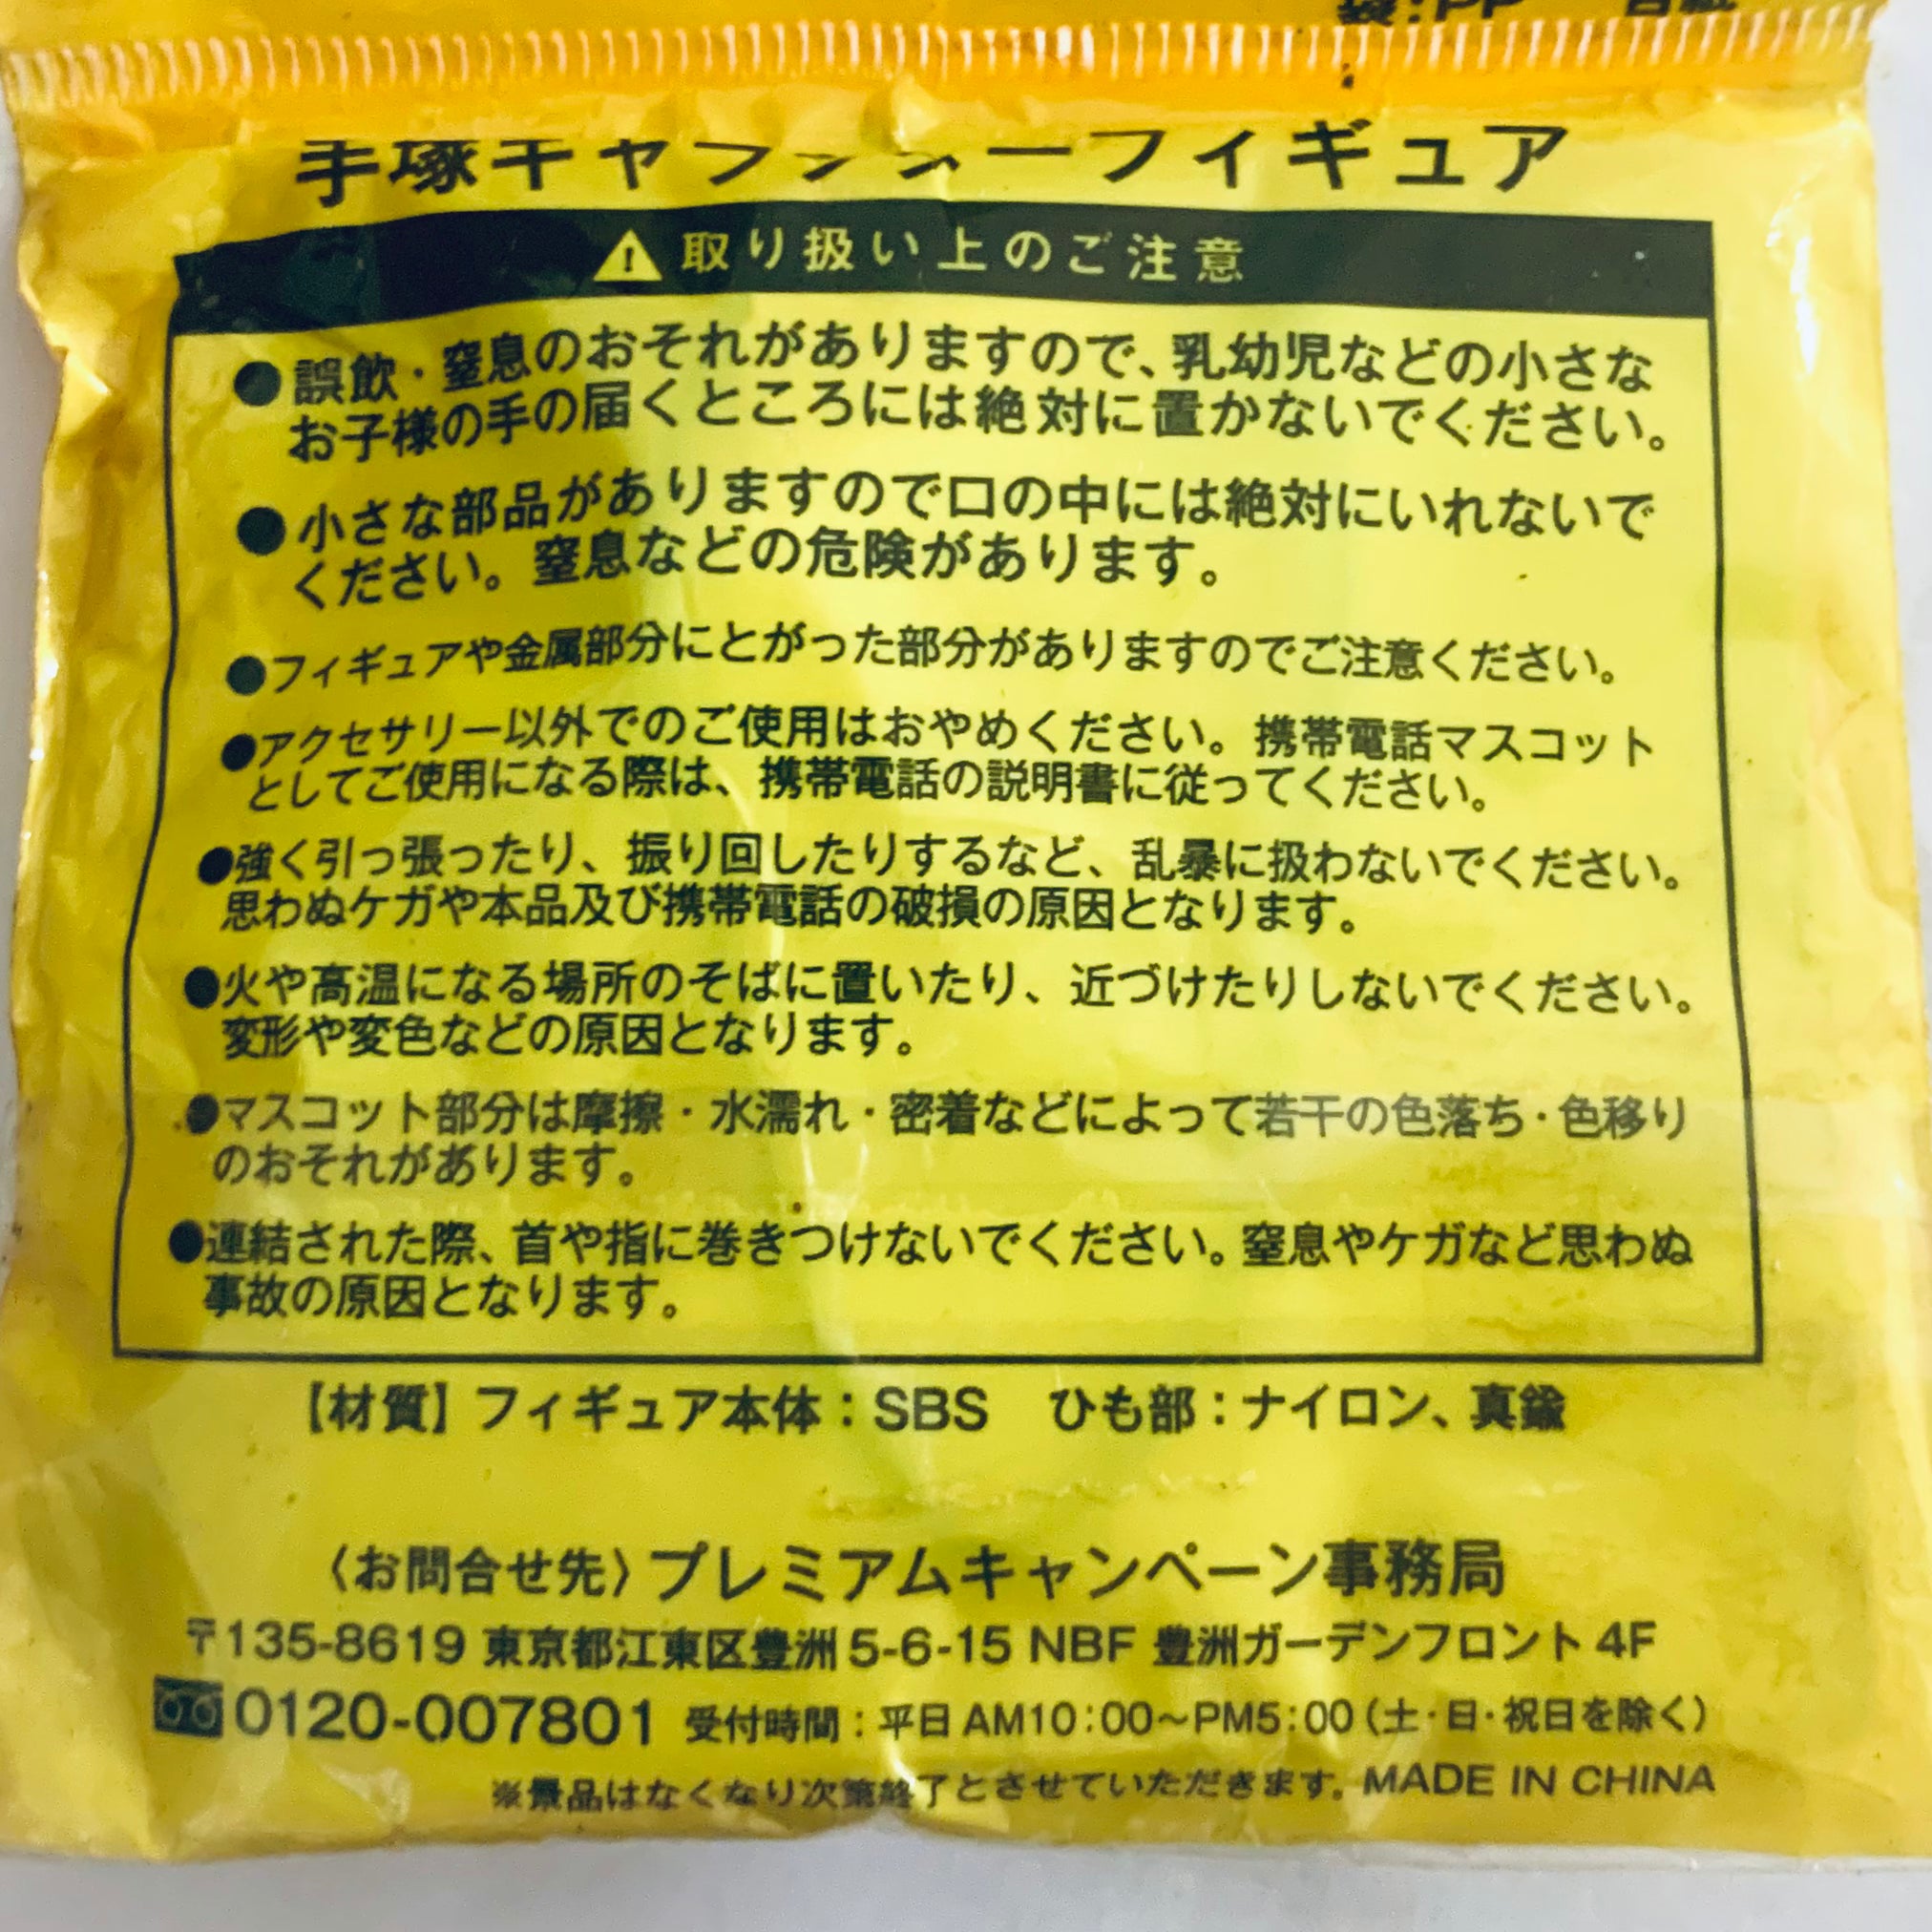 袋:PP 台紙
手塚キャラクターフィギュア
取り扱い上のご注意
●誤飲・窒息のおそれがありますので、乳幼児などの小さな
お子様の手の届くところには絶対に置かないでください。
●小さな部品がありますので口の中には絶対にいれないで
ください。窒息などの危険があります。
●フィギュアや金属部分にとがった部分がありますのでご注意ください。
●アクセサリー以外でのご使用はおやめください。携帯電話マスコット
としてご使用になる際は、携帯電話の説明書に従ってください。
●強く引っ張ったり、振り回したりするなど、乱暴に扱わないでください。
思わぬケガや本品及び携帯電話の破損の原因となります。
●火や高温になる場所のそばに置いたり、近づけたりしないでください。
変形や変色などの原因となります。
●マスコット部分は摩擦・水濡れ・密着などによって若干の色落ち・色移り
のおそれがあります。
●連結された際、首や指に巻きつけないでください。窒息やケガなど思わぬ
事故の原因となります。
【材質】フィギュア本体：SBS ひも部：ナイロン、真鍮
〈お問合せ先〉プレミアムキャンペーン事務局
〒135-8619 東京都江東区豊洲5-6-15 NBF 豊洲ガーデンフロント4F
0120-007801 受付時間：平日AM10:00～PM5:00（土・日・祝日を除く）
※景品はなくなり次第終了とさせていただきます。MADE IN CHINA